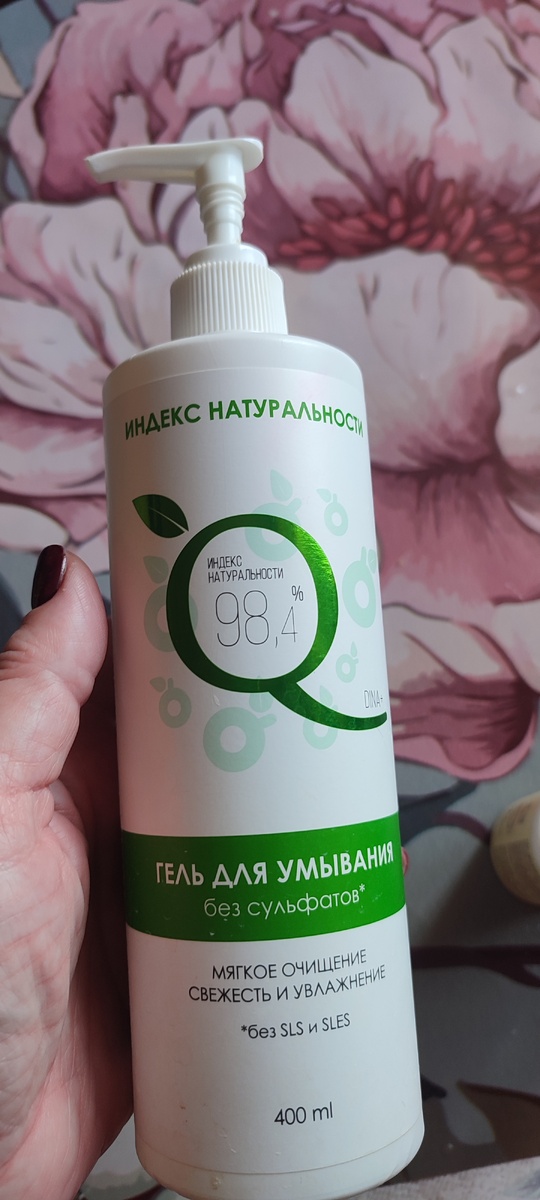 ИНДЕКС НАТУРАЛЬНОСТИ
ИНДЕКС
НАТУРАЛЬНОСТИ
98,4%
DINA+
ГЕЛЬ ДЛЯ УМЫВАНИЯ
без сульфатов*
МЯГКОЕ ОЧИЩЕНИЕ
СВЕЖЕСТЬ И УВЛАЖНЕНИЕ
*без SLS и SLES
400 ml